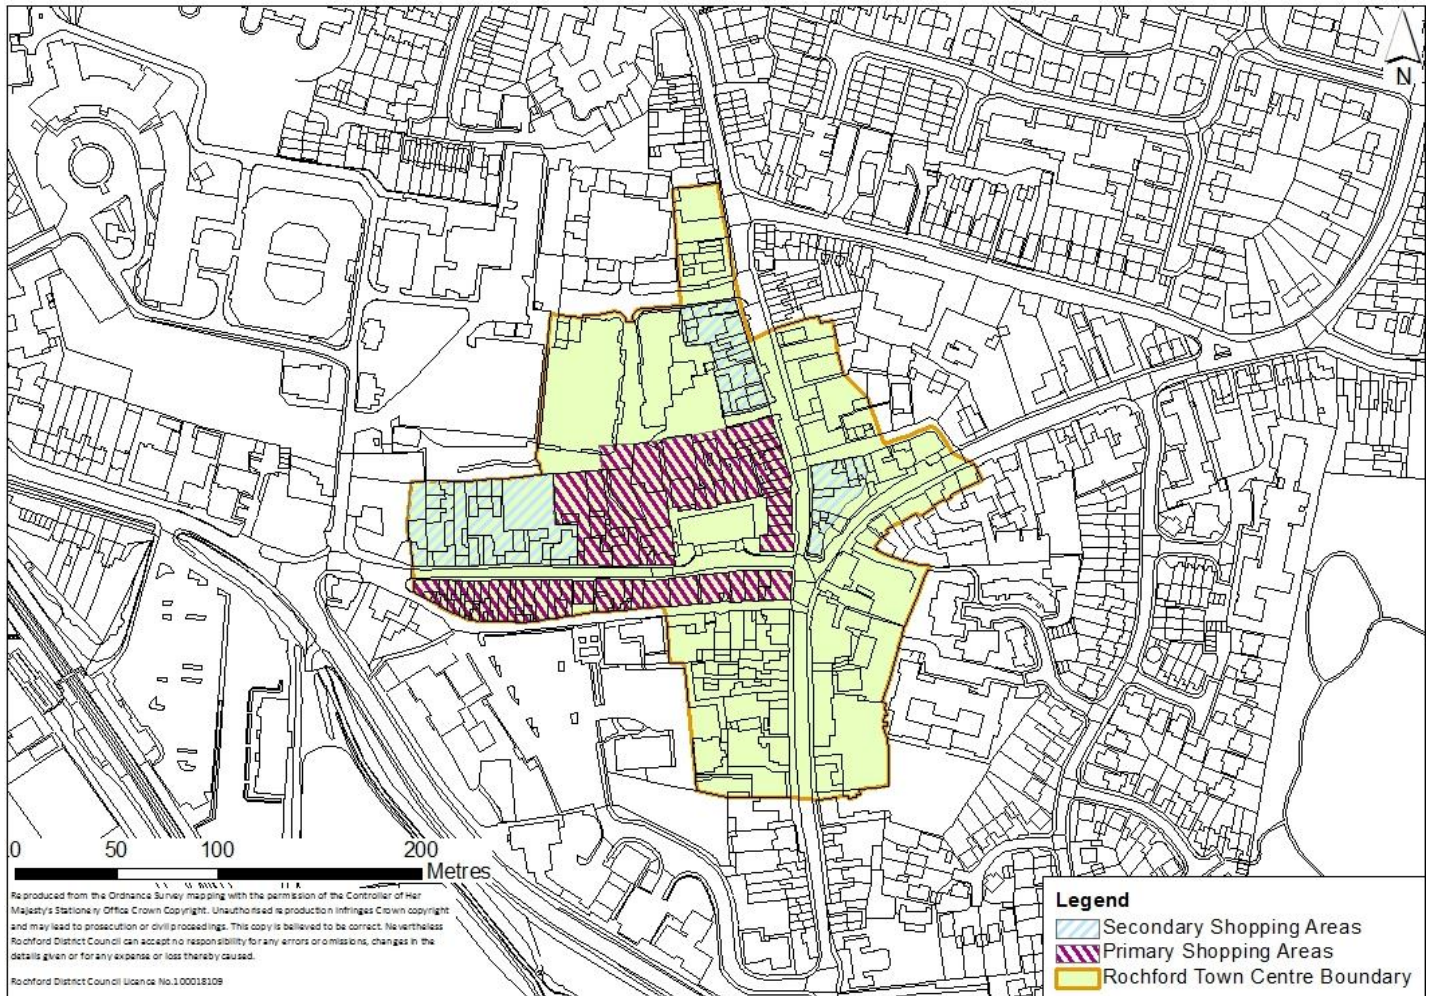 N
0 50 100 200
Metres
Reproduced from the Ordnance Survey mapping with the permission of the Controller of Her
Majesty's Stationery Office Crown Copyright. Unauthorised reproduction infringes Crown copyright
and may lead to prosecution or civil proceedings. This copy is believed to be correct. Nevertheless
Rochford District Council can accept no responsibility for any errors or omissions, changes in the
details given or for any expense or loss thereby caused.
Rochford District Council Licence No.100018109
Legend
Secondary Shopping Areas
Primary Shopping Areas
Rochford Town Centre Boundary